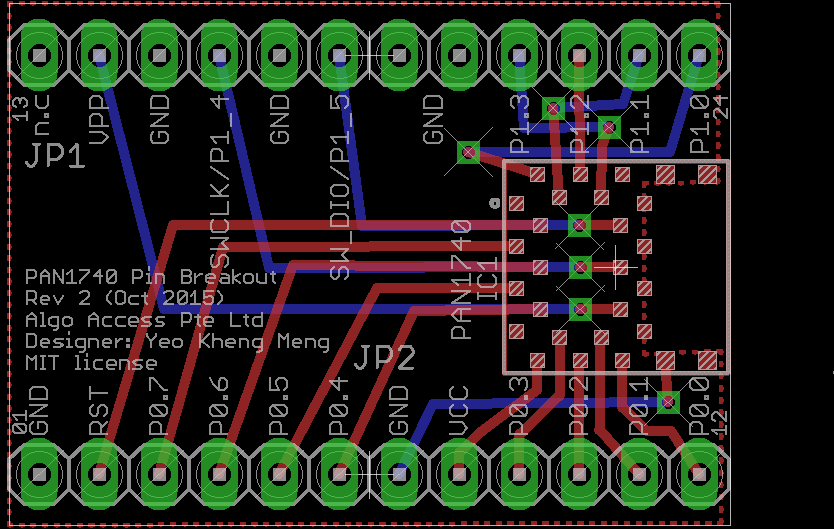 13
n.c
VPP
GND
SWCLK/P1_4
GND
SW_DIO/P1_5
GND
P1.3
P1.2
P1.1
P1.0
24
JP1
PAN1740
IC1
PAN1740 Pin Breakout
Rev 2 (Oct 2015)
Algo Access Pte Ltd
Designer: Yeo Kheng Meng
MIT license
JP2
01
GND
RST
P0.7
P0.6
P0.5
P0.4
GND
VCC
P0.3
P0.2
P0.1
P0.0
12